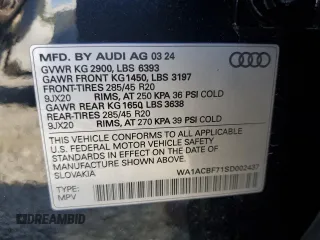 MFD. BY AUDI AG 03 24
GVWR KG 2900, LBS 6393
GAWR FRONT KG1450, LBS 3197
FRONT-TIRES 285/45 R20
9JX20 RIMS, AT 250 KPA 36 PSI COLD
GAWR REAR KG 1650, LBS 3638
REAR-TIRES 285/45 R20
9JX20 RIMS, AT 270 KPA 39 PSI COLD
THIS VEHICLE CONFORMS TO ALL
APPLICABLE U.S. FEDERAL MOTOR
VEHICLE SAFETY STANDARDS IN
EFFECT ON THE DATE OF
MANUFACTURE SHOWN ABOVE.
SLOVAKIA WA1ACBF71SD002437
TYPE:
MPV
DREAMBID